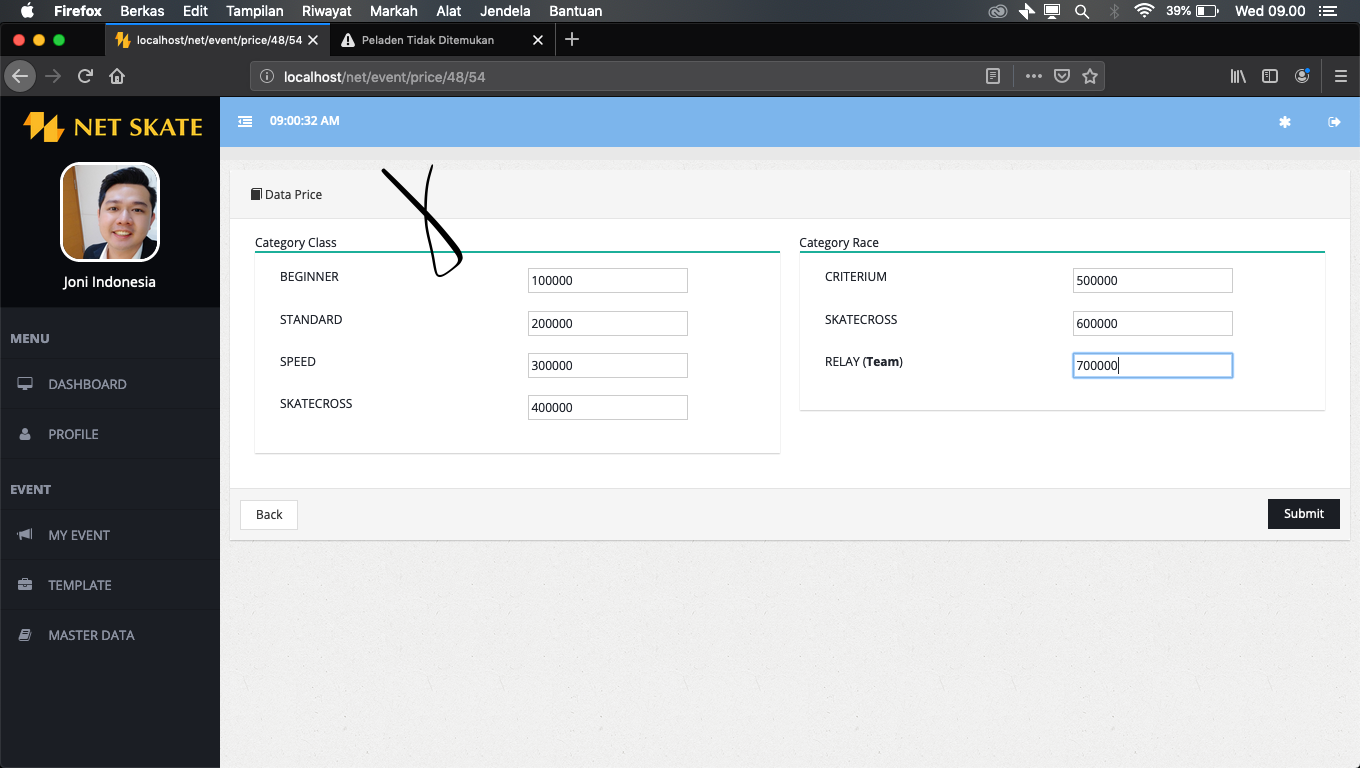 Firefox Berkas Edit Tampilan Riwayat Markah Alat Jendela Bantuan 39% Wed 09.00
localhost/net/event/price/48/54 Peladen Tidak Ditemukan
localhost/net/event/price/48/54
NET SKATE
09:00:32 AM
Joni Indonesia
MENU
DASHBOARD
PROFILE
EVENT
MY EVENT
TEMPLATE
MASTER DATA
Data Price
Category Class
BEGINNER 100000
STANDARD 200000
SPEED 300000
SKATECROSS 400000
Category Race
CRITERIUM 500000
SKATECROSS 600000
RELAY (Team) 700000
Back Submit